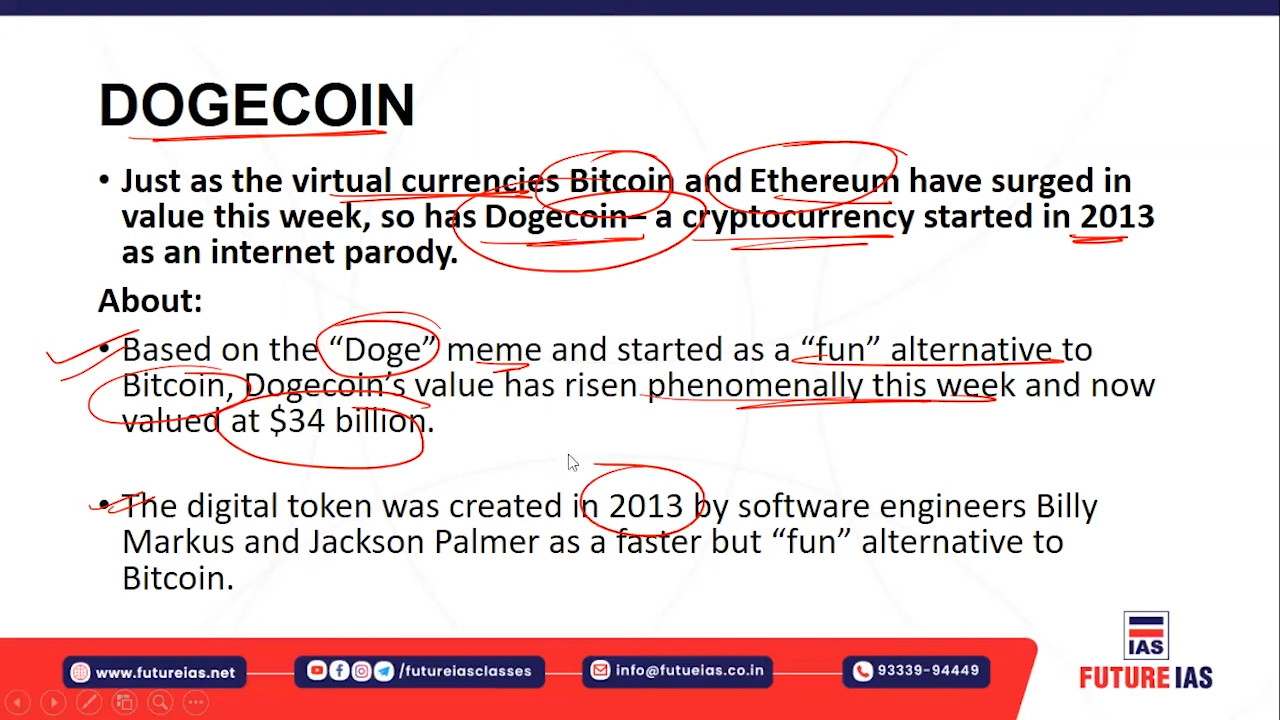 DOGECOIN
• Just as the virtual currencies Bitcoin and Ethereum have surged in
value this week, so has Dogecoin– a cryptocurrency started in 2013
as an internet parody.
About:
• Based on the “Doge” meme and started as a “fun” alternative to
Bitcoin, Dogecoin’s value has risen phenomenally this week and now
valued at $34 billion.
• The digital token was created in 2013 by software engineers Billy
Markus and Jackson Palmer as a faster but “fun” alternative to
Bitcoin.
IAS
FUTURE IAS
www.futureias.net
/futureiasclasses
info@futueias.co.in
93339-94449